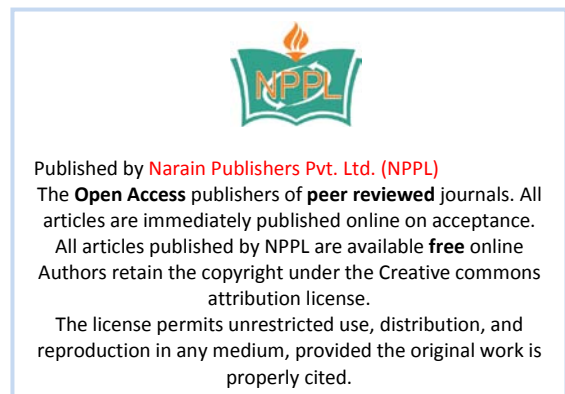 NPPL
Published by Narain Publishers Pvt. Ltd. (NPPL)
The Open Access publishers of peer reviewed journals. All
articles are immediately published online on acceptance.
All articles published by NPPL are available free online
Authors retain the copyright under the Creative commons
attribution license.
The license permits unrestricted use, distribution, and
reproduction in any medium, provided the original work is
properly cited.